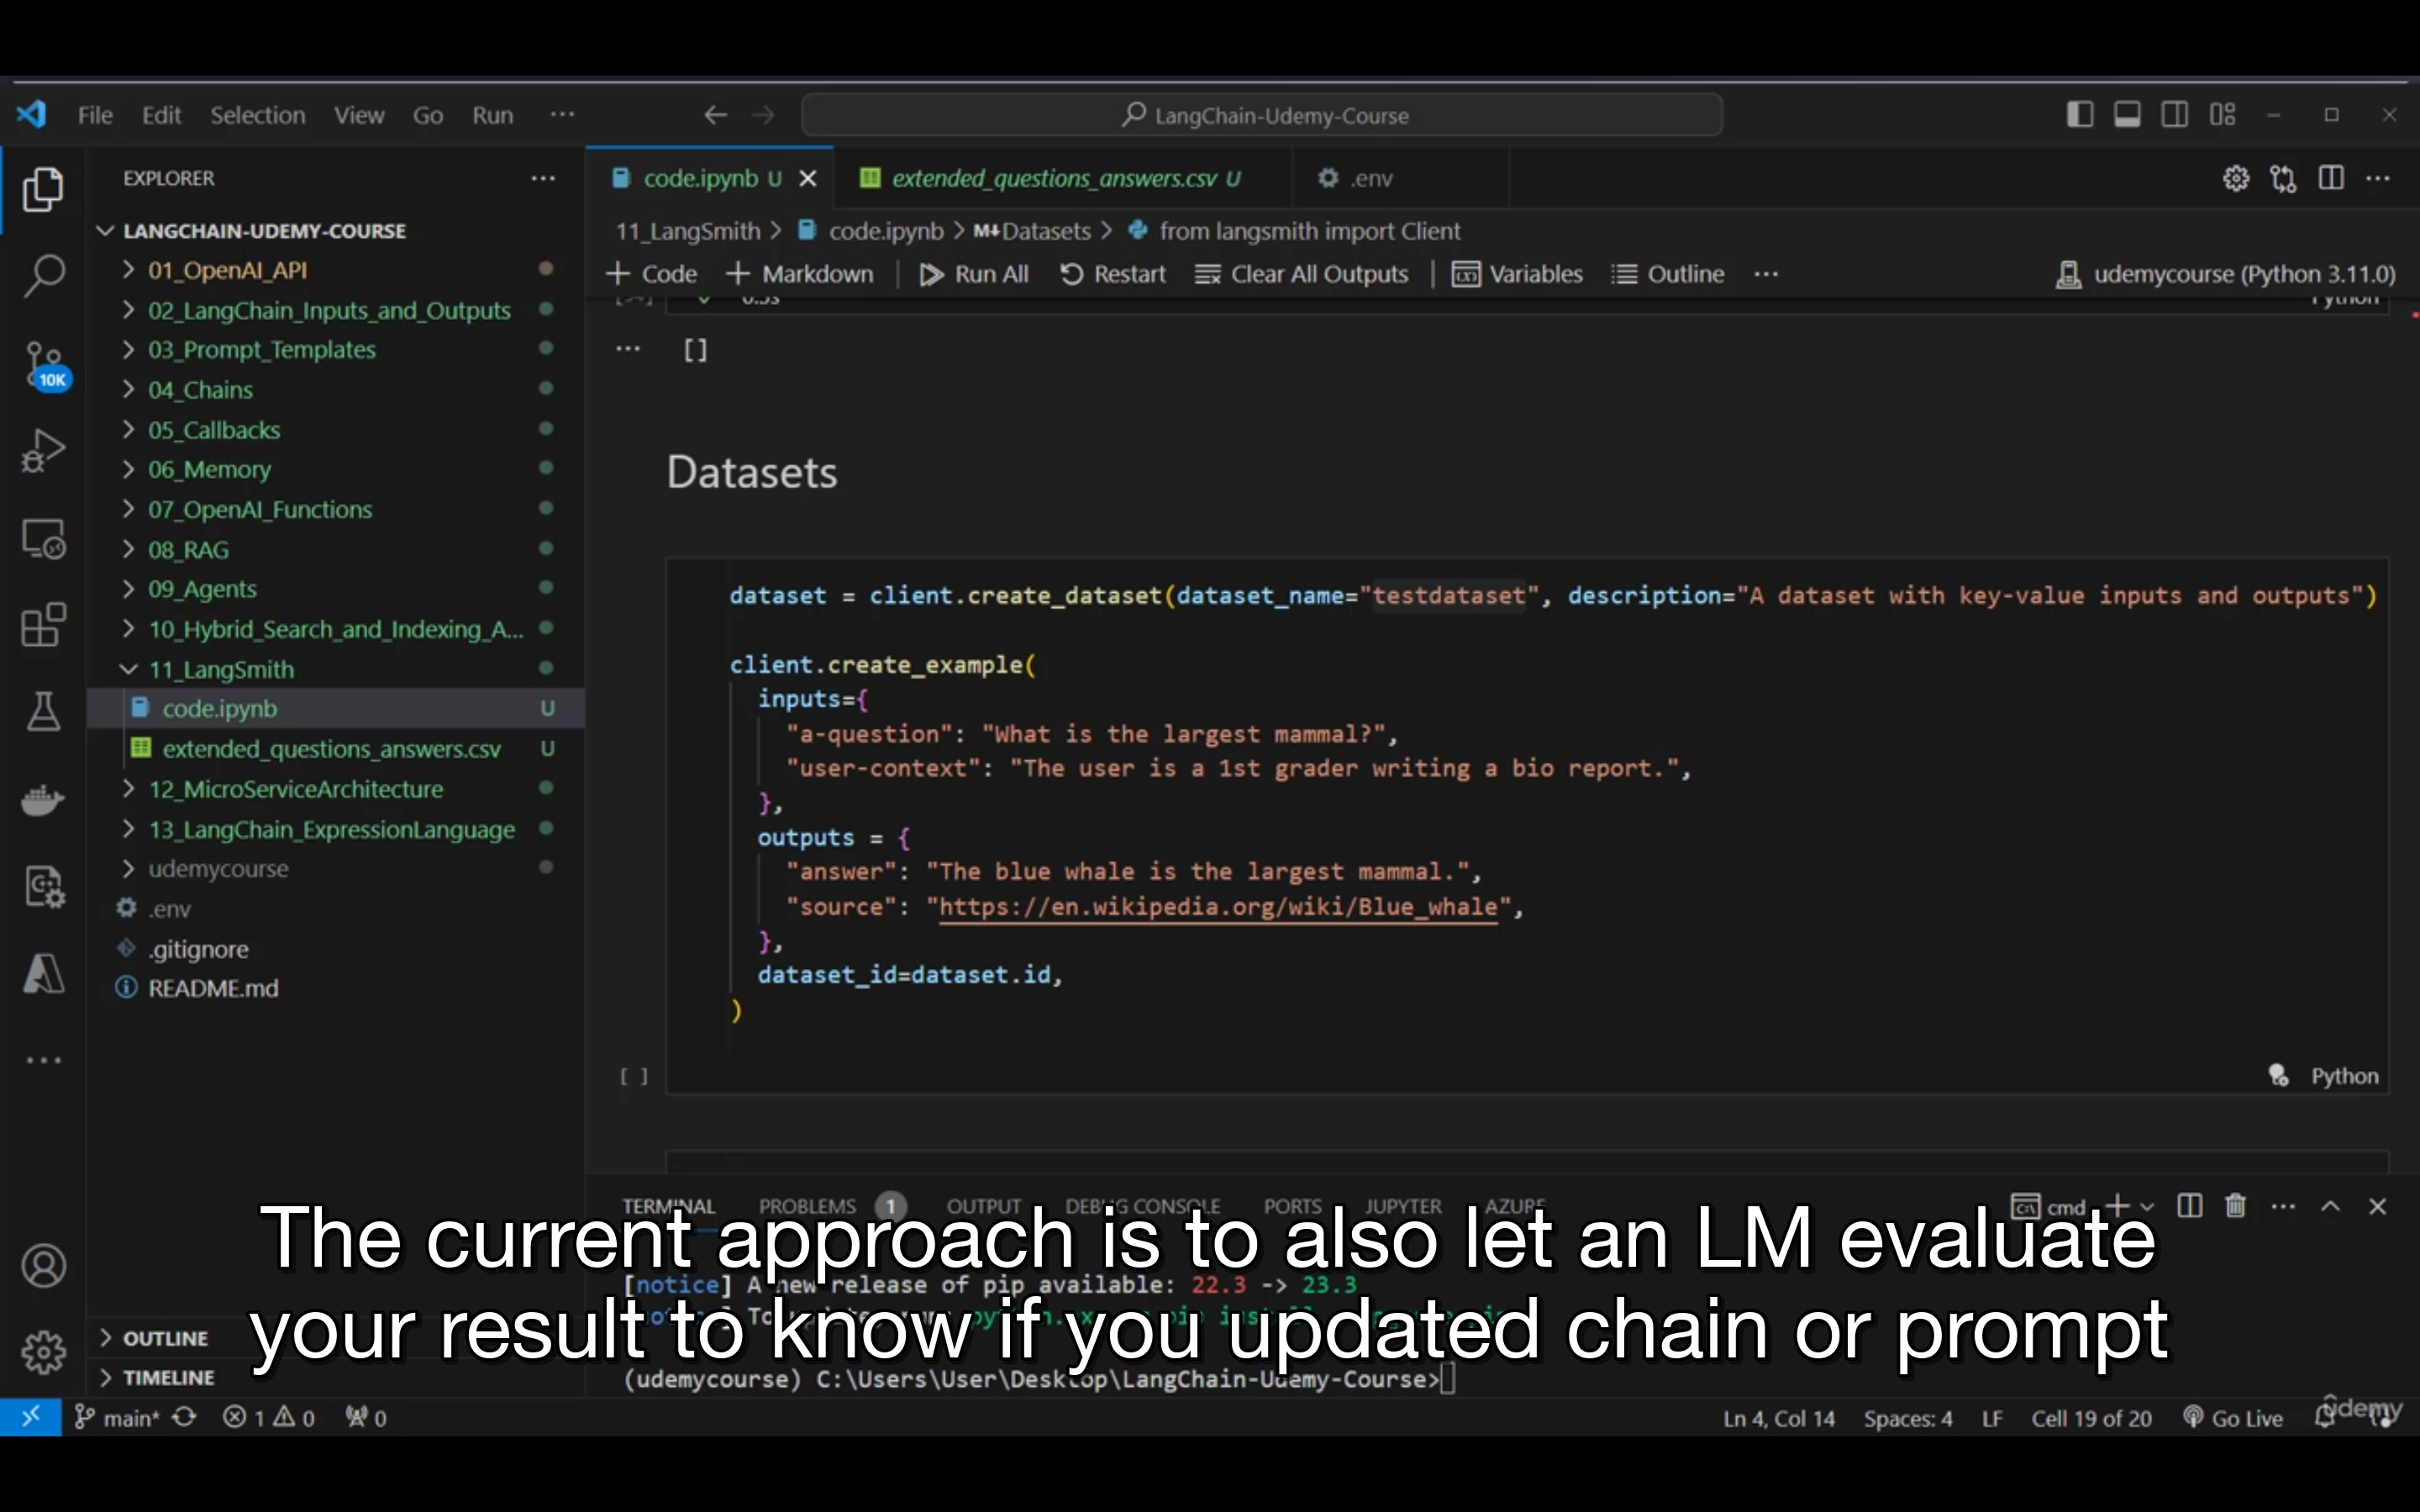 File Edit Selection View Go Run ··· LangChain-Udemy-Course
EXPLORER ···
code.ipynb U
extended_questions_answers.csv U
.env
LANGCHAIN-UDEMY-COURSE
11_LangSmith > code.ipynb > M↓Datasets > from langsmith import Client
Code Markdown Run All Restart Clear All Outputs Variables Outline ··· udemycourse (Python 3.11.0)
01_OpenAI_API
02_LangChain_Inputs_and_Outputs
03_Prompt_Templates
04_Chains
05_Callbacks
06_Memory
07_OpenAI_Functions
08_RAG
09_Agents
10_Hybrid_Search_and_Indexing_A...
11_LangSmith
code.ipynb U
extended_questions_answers.csv U
12_MicroServiceArchitecture
13_LangChain_ExpressionLanguage
udemycourse
.env
.gitignore
README.md
OUTLINE
TIMELINE
10K
0.3s
Python
··· []
Datasets
dataset = client.create_dataset(dataset_name="testdataset", description="A dataset with key-value inputs and outputs")
client.create_example(
inputs={
"a-question": "What is the largest mammal?",
"user-context": "The user is a 1st grader writing a bio report.",
},
outputs = {
"answer": "The blue whale is the largest mammal.",
"source": "https://en.wikipedia.org/wiki/Blue_whale",
},
dataset_id=dataset.id,
)
[ ] Python
TERMINAL PROBLEMS 1 OUTPUT DEBUG CONSOLE PORTS JUPYTER AZURE cmd
The current approach is to also let an LM evaluate
[notice] A new release of pip available: 22.3 -> 23.3
your result to know if you updated chain or prompt
(udemycourse) C:\Users\User\Desktop\LangChain-Udemy-Course>
main* 1 0 0 Ln 4, Col 14 Spaces: 4 LF Cell 19 of 20 Go Live
udemy